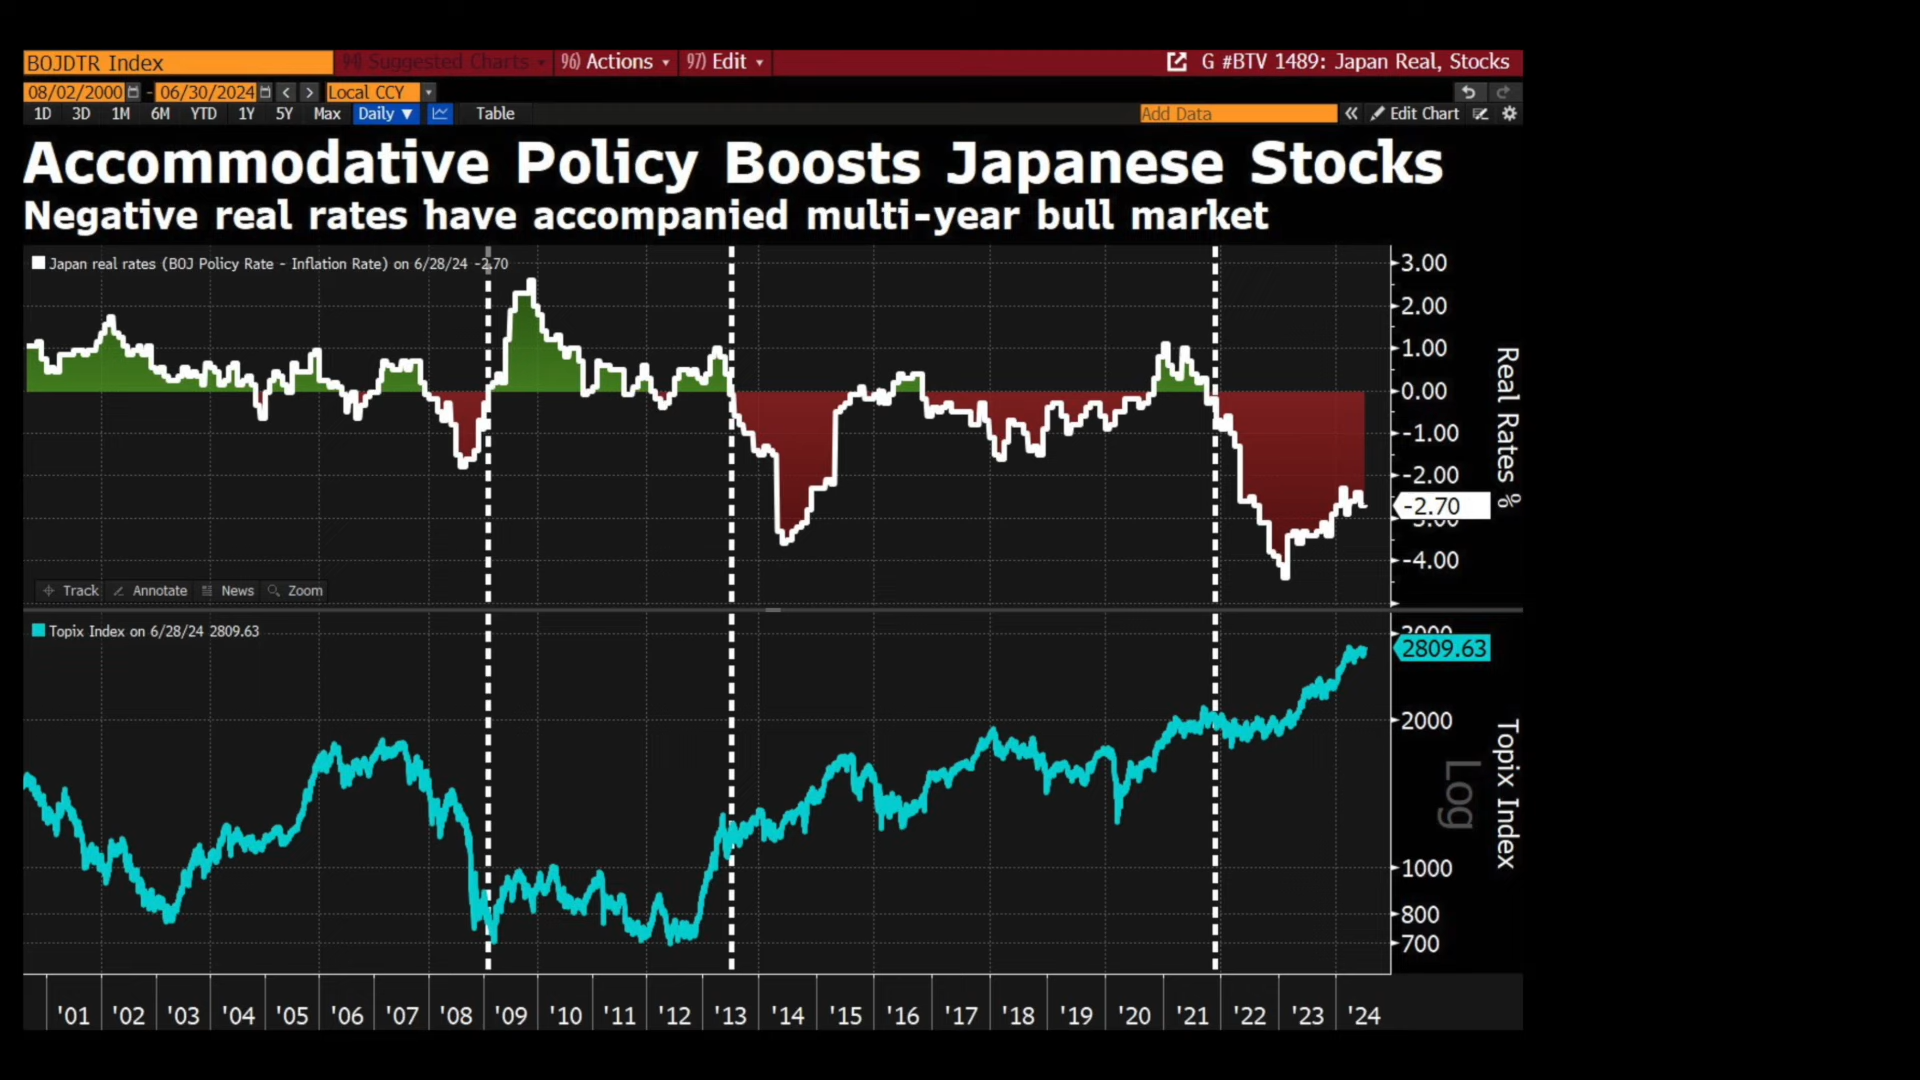 BOJDTR Index 94) Suggested Charts 96) Actions 97) Edit G #BTV 1489: Japan Real, Stocks
08/02/2000 - 06/30/2024 < > Local CCY
1D 3D 1M 6M YTD 1Y 5Y Max Daily ▼ Table Add Data « Edit Chart
Accommodative Policy Boosts Japanese Stocks
Negative real rates have accompanied multi-year bull market
Japan real rates (BOJ Policy Rate - Inflation Rate) on 6/28/24 -2.70
3.00
2.00
1.00
0.00
-1.00
-2.00
-2.70
-3.00
-4.00
Real Rates %
Track Annotate News Zoom
Topix Index on 6/28/24 2809.63
3000
2809.63
2000
1000
800
700
Topix Index
Log
'01 '02 '03 '04 '05 '06 '07 '08 '09 '10 '11 '12 '13 '14 '15 '16 '17 '18 '19 '20 '21 '22 '23 '24